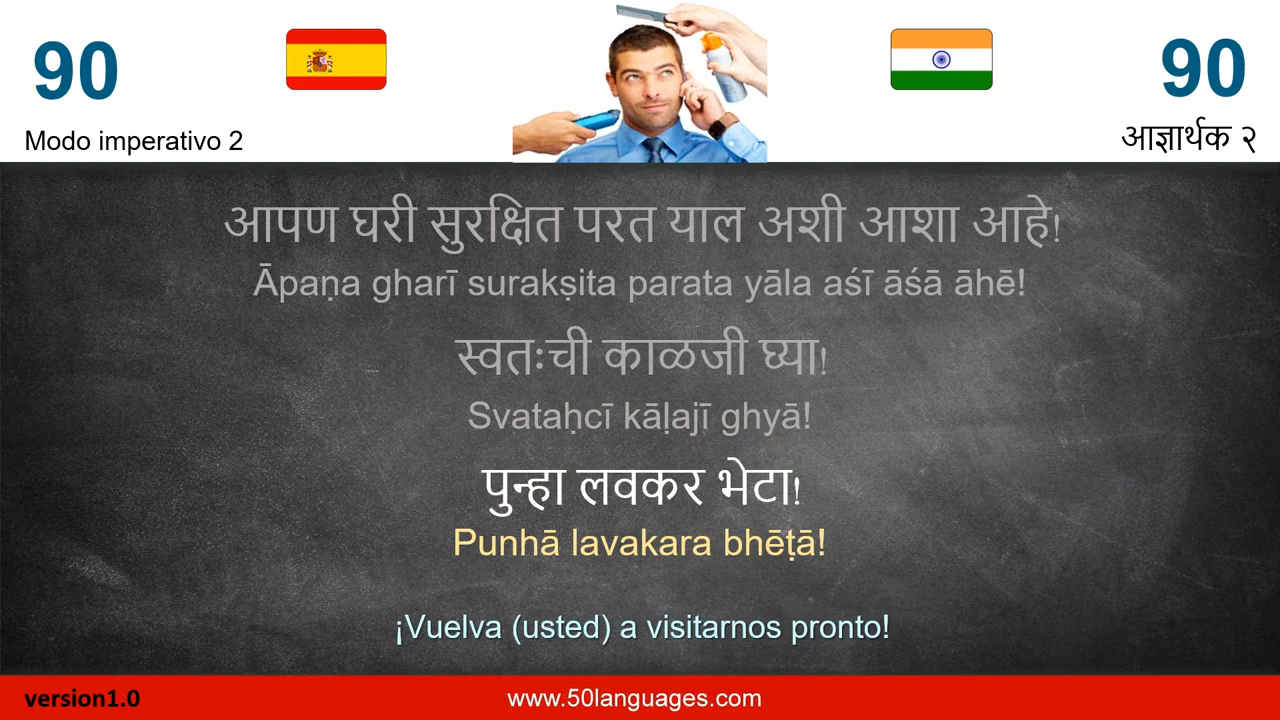 90
90
Modo imperativo 2
आज्ञार्थक २
आपण घरी सुरक्षित परत याल अशी आशा आहे!
Āpaṇa gharī surakṣita parata yāla aśī āśā āhē!
स्वतःची काळजी घ्या!
Svataḥcī kāḷajī ghyā!
पुन्हा लवकर भेटा!
Punhā lavakara bhēṭā!
¡Vuelva (usted) a visitarnos pronto!
version1.0
www.50languages.com